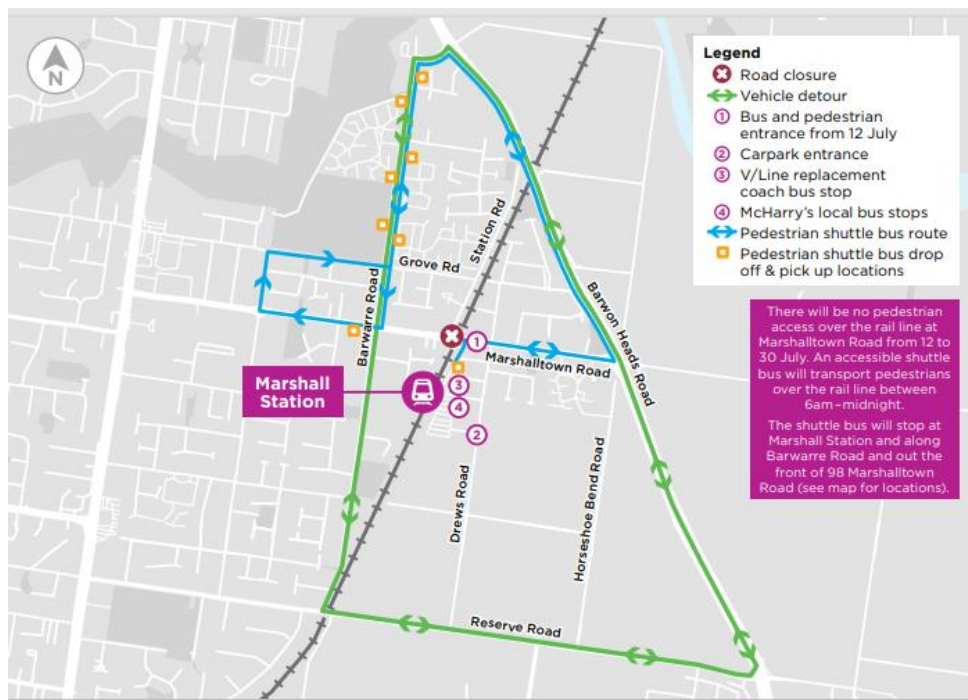 N
Legend
Road closure
Vehicle detour
1 Bus and pedestrian
entrance from 12 July
2 Carpark entrance
3 V/Line replacement
coach bus stop
4 McHarry's local bus stops
Pedestrian shuttle bus route
Pedestrian shuttle bus drop
off & pick up locations
There will be no pedestrian
access over the rail line at
Marshalltown Road from 12 to
30 July. An accessible shuttle
bus will transport pedestrians
over the rail line between
6am–midnight.
The shuttle bus will stop at
Marshall Station and along
Barwarre Road and out the
front of 98 Marshalltown
Road (see map for locations).
Station Rd
Grove Rd
Barwarre Road
Barwon Heads Road
1
Marshalltown Road
Marshall
Station
3
4
2
Drews Road
Horseshoe Bend Road
Reserve Road